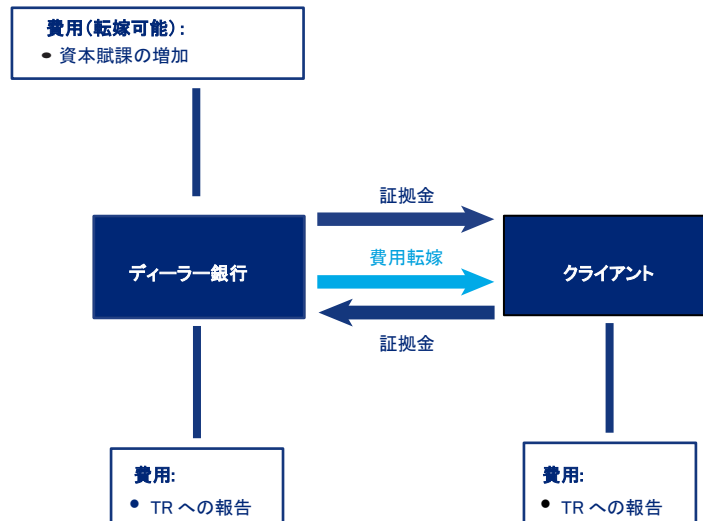 費用(転嫁可能):
• 資本賦課の増加
証拠金
ディーラー銀行
費用転嫁
クライアント
証拠金
費用:
• TR への報告
費用:
• TR への報告